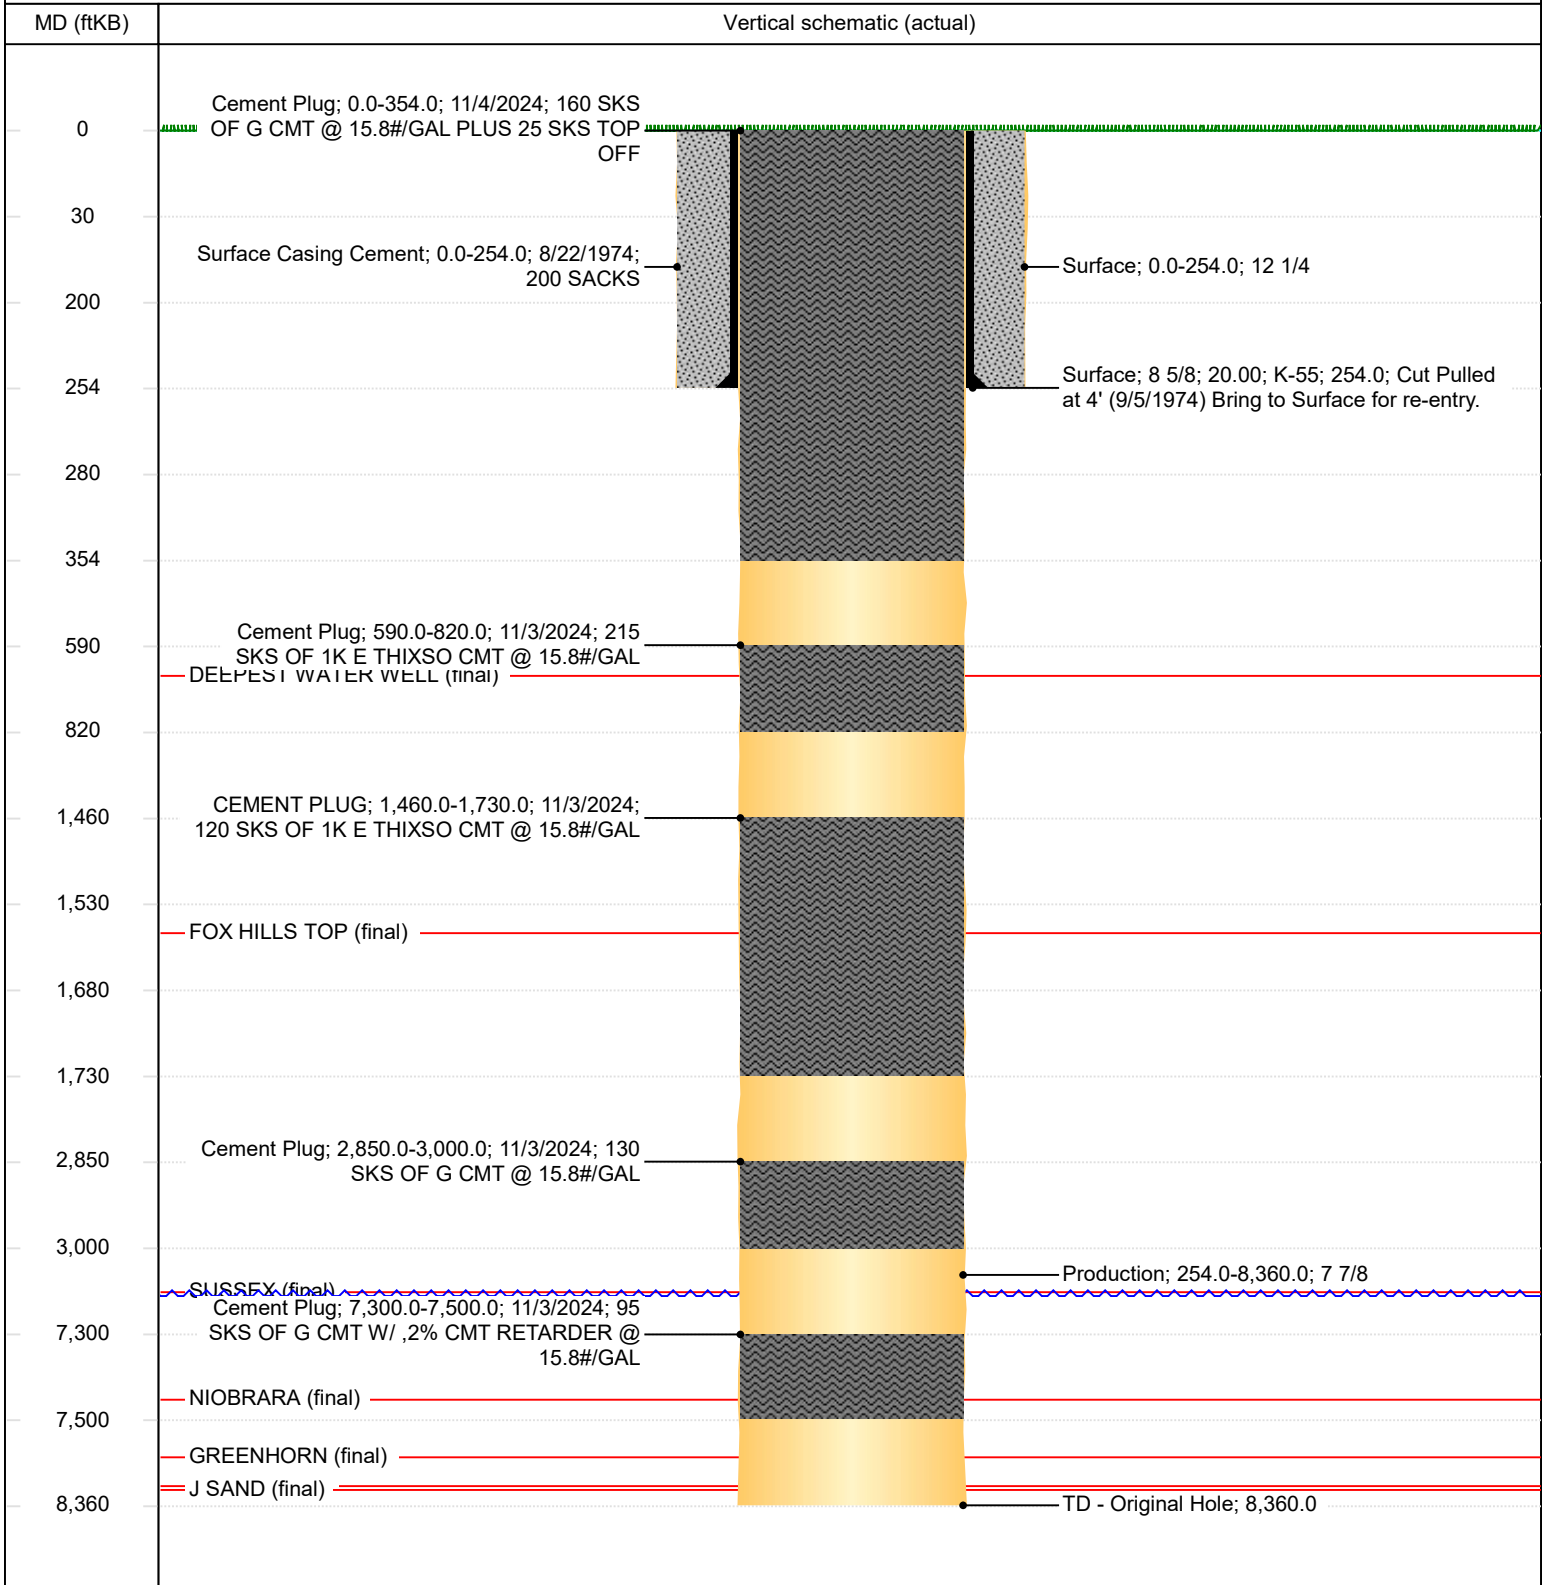 MD (ftKB)
Vertical schematic (actual)
Cement Plug; 0.0-354.0; 11/4/2024; 160 SKS
OF G CMT @ 15.8#/GAL PLUS 25 SKS TOP
OFF
0
30
Surface Casing Cement; 0.0-254.0; 8/22/1974;
200 SACKS
Surface; 0.0-254.0; 12 1/4
200
Surface; 8 5/8; 20.00; K-55; 254.0; Cut Pulled
at 4' (9/5/1974) Bring to Surface for re-entry.
254
280
354
Cement Plug; 590.0-820.0; 11/3/2024; 215
SKS OF 1K E THIXSO CMT @ 15.8#/GAL
590
DEEPEST WATER WELL (final)
820
CEMENT PLUG; 1,460.0-1,730.0; 11/3/2024;
120 SKS OF 1K E THIXSO CMT @ 15.8#/GAL
1,460
1,530
FOX HILLS TOP (final)
1,680
1,730
Cement Plug; 2,850.0-3,000.0; 11/3/2024; 130
SKS OF G CMT @ 15.8#/GAL
2,850
3,000
Production; 254.0-8,360.0; 7 7/8
SUSSEX (final)
Cement Plug; 7,300.0-7,500.0; 11/3/2024; 95
SKS OF G CMT W/ ,2% CMT RETARDER @
15.8#/GAL
7,300
NIOBRARA (final)
7,500
GREENHORN (final)
J SAND (final)
8,360
TD - Original Hole; 8,360.0